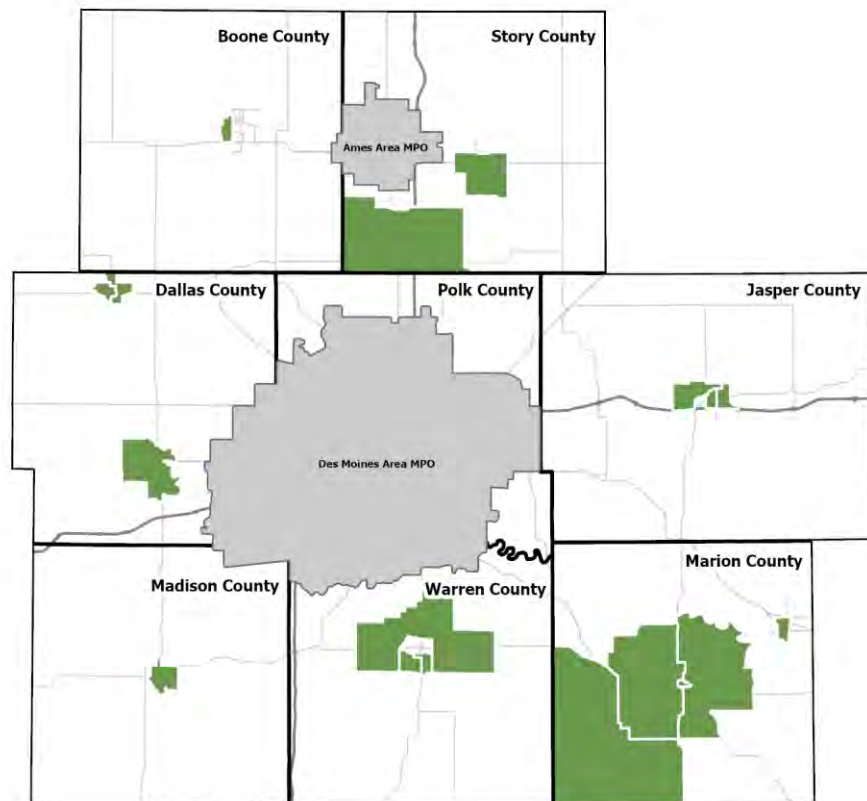 Boone County
Story County
Ames Area MPO
Dallas County
Polk County
Jasper County
Des Moines Area MPO
Madison County
Warren County
Marion County